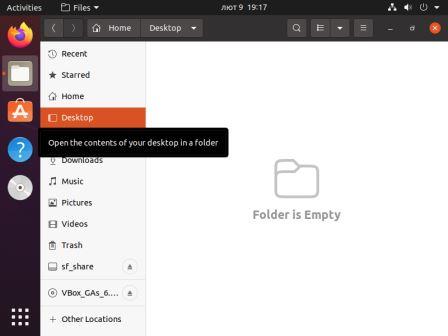 Activities
Files
лют 9 19:17
Home
Desktop
Recent
Starred
Home
Desktop
Open the contents of your desktop in a folder
Downloads
Music
Pictures
Videos
Trash
sf_share
VBox_GAs_6....
Other Locations
Folder is Empty